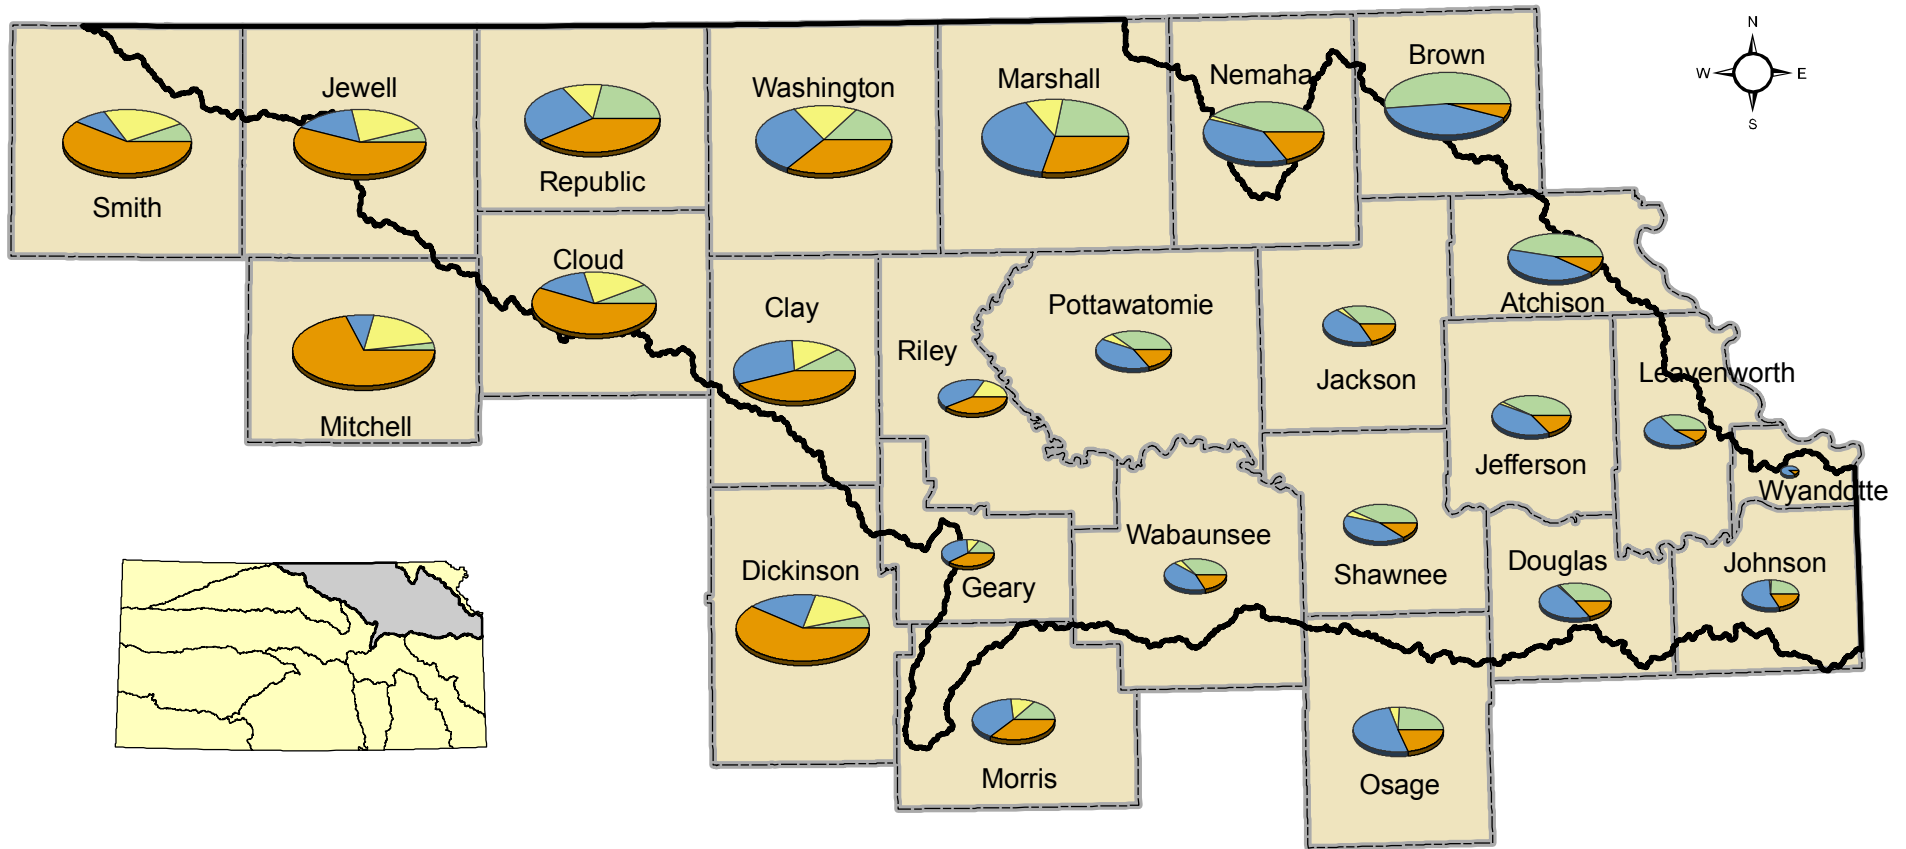 N
W E
S
Brown
Jewell
Washington
Marshall
Nemaha
Republic
Smith
Cloud
Clay
Pottawatomie
Atchison
Riley
Jackson
Leavenworth
Mitchell
Jefferson
Wyandotte
Wabaunsee
Dickinson
Geary
Shawnee
Douglas
Johnson
Morris
Osage